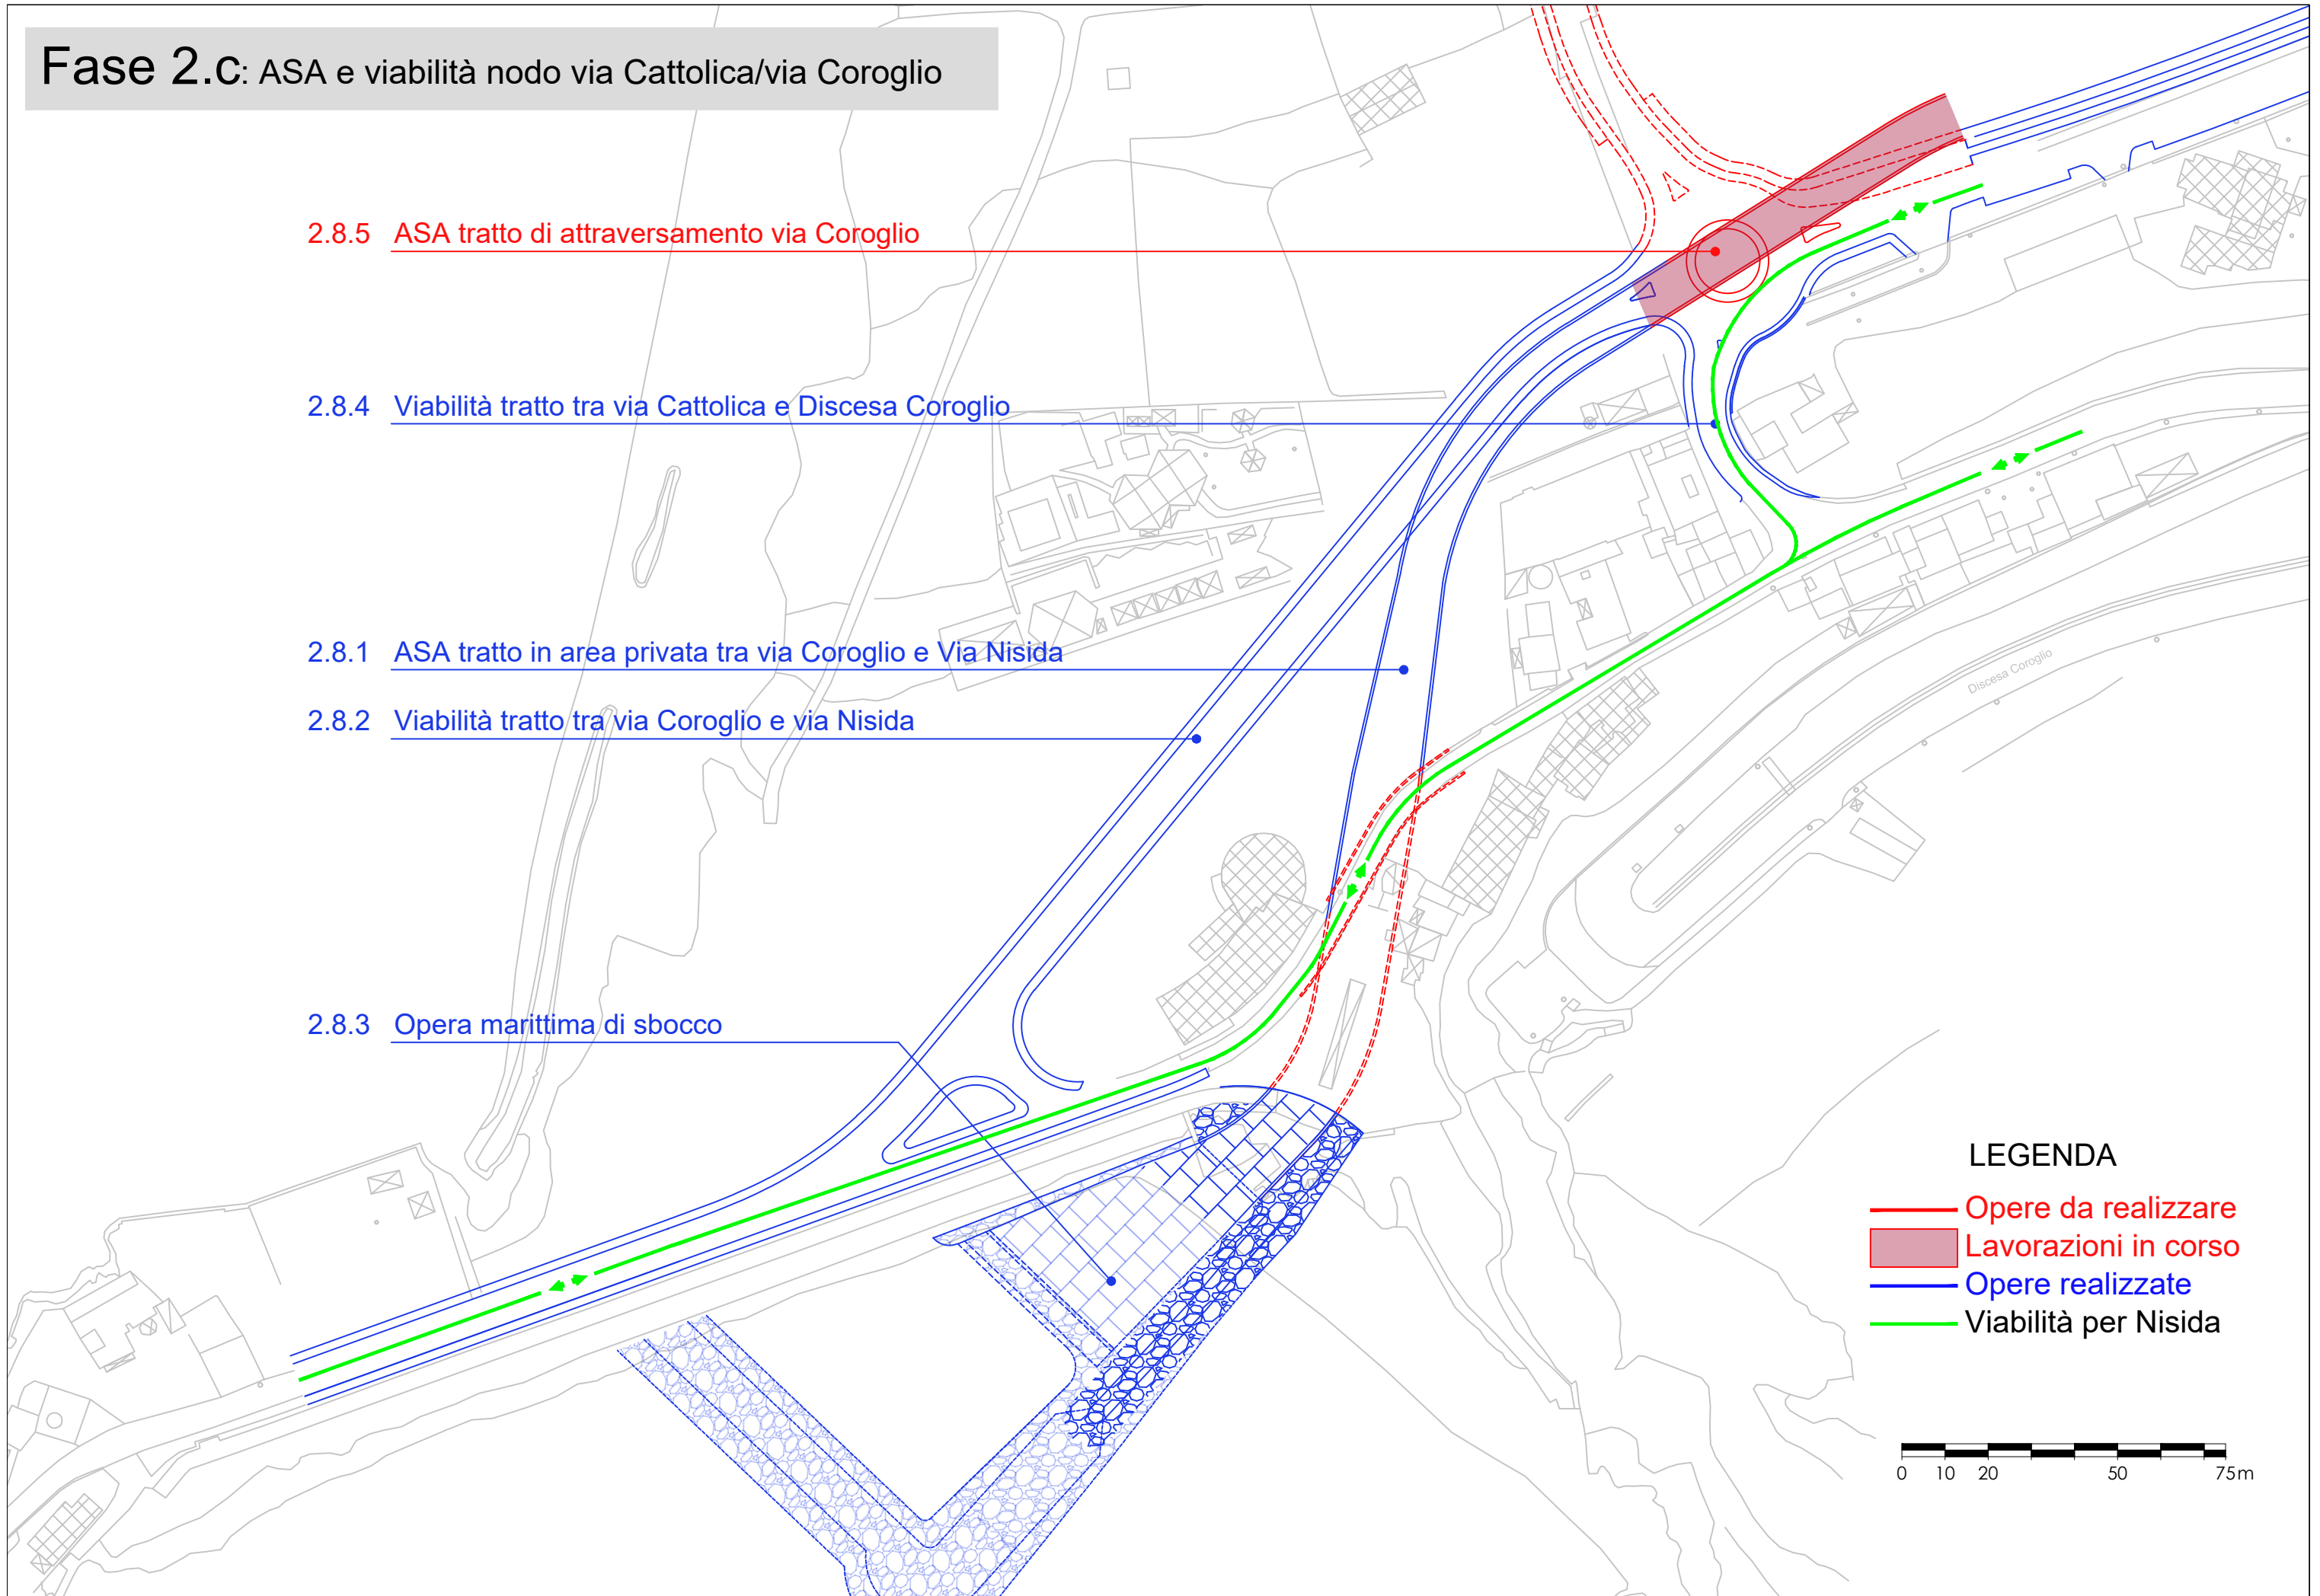 Fase 2.c: ASA e viabilità nodo via Cattolica/via Coroglio
2.8.5 ASA tratto di attraversamento via Coroglio
2.8.4 Viabilità tratto tra via Cattolica e Discesa Coroglio
2.8.1 ASA tratto in area privata tra via Coroglio e Via Nisida
Discesa Coroglio
2.8.2 Viabilità tratto tra via Coroglio e via Nisida
2.8.3 Opera marittima di sbocco
LEGENDA
Opere da realizzare
Lavorazioni in corso
Opere realizzate
Viabilità per Nisida
0 10 20 50 75m